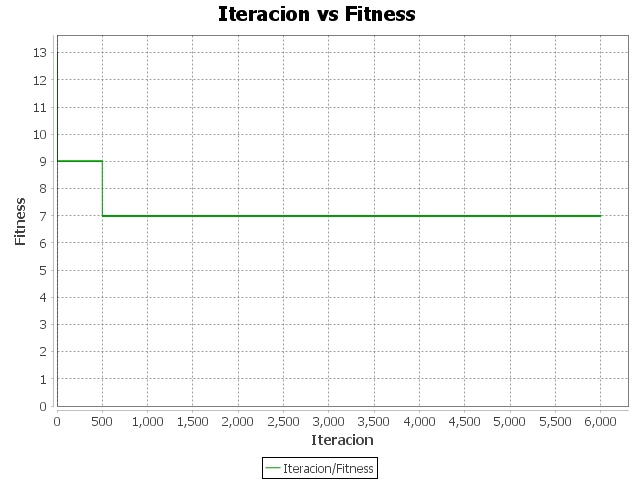 Iteracion vs Fitness
13
12
11
10
9
8
7
6
5
4
3
2
1
0
Fitness
0 500 1,000 1,500 2,000 2,500 3,000 3,500 4,000 4,500 5,000 5,500 6,000
Iteracion
Iteracion/Fitness